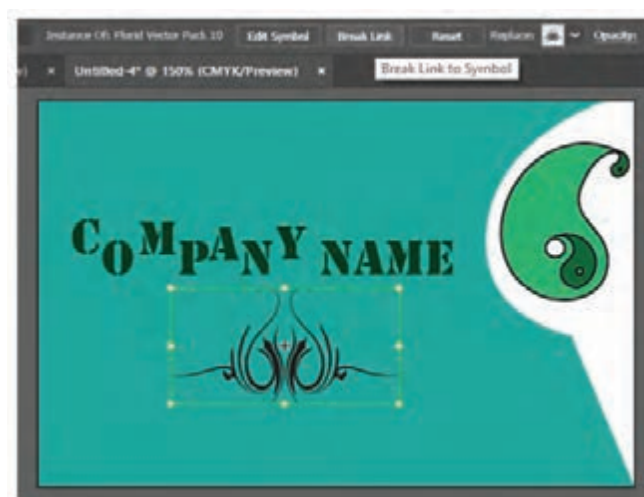 Instance Of: Florid Vector Pack 10 Edit Symbol Break Link Reset Replace: Opacity:
Untitled-4* @ 150% (CMYK/Preview) ×
Break Link to Symbol
COMPANY NAME